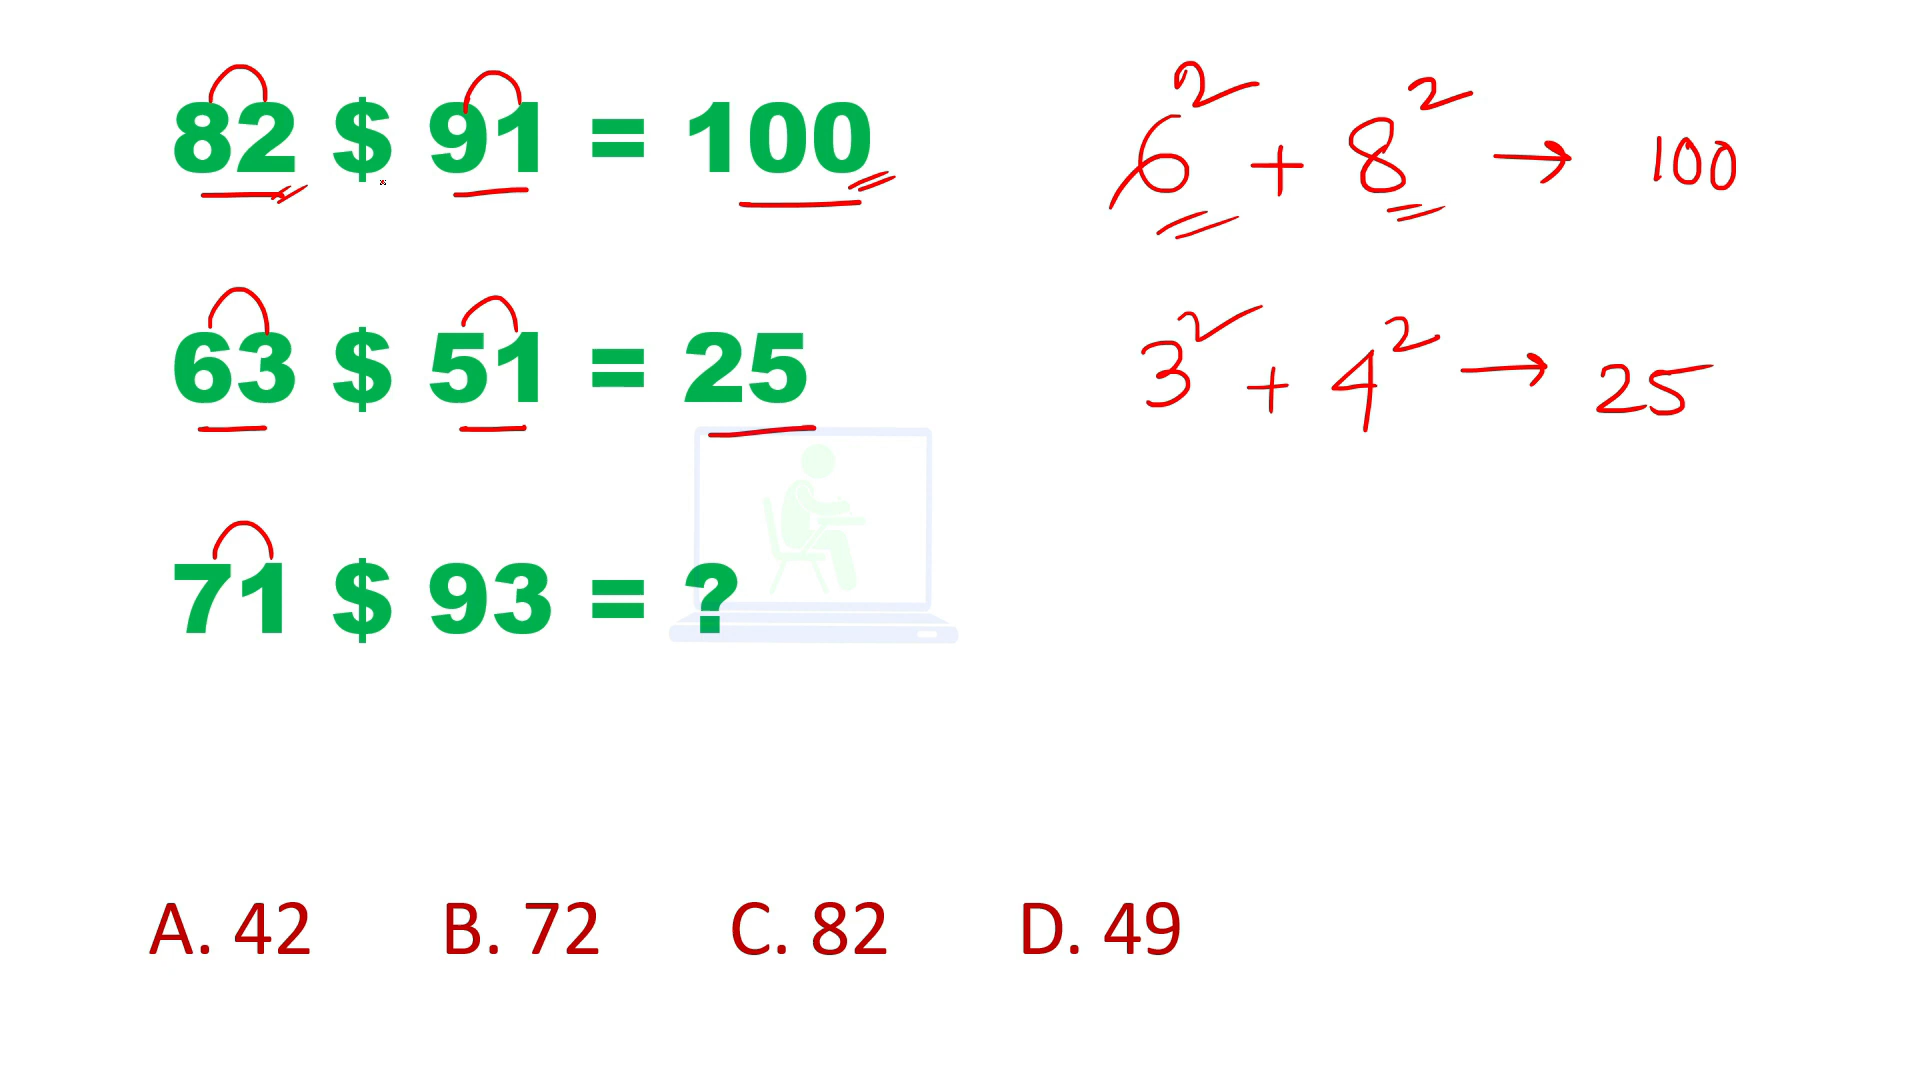 82 $ 91 = 100
6² + 8² → 100
63 $ 51 = 25
3² + 4² → 25
71 $ 93 = ?
A. 42 B. 72 C. 82 D. 49